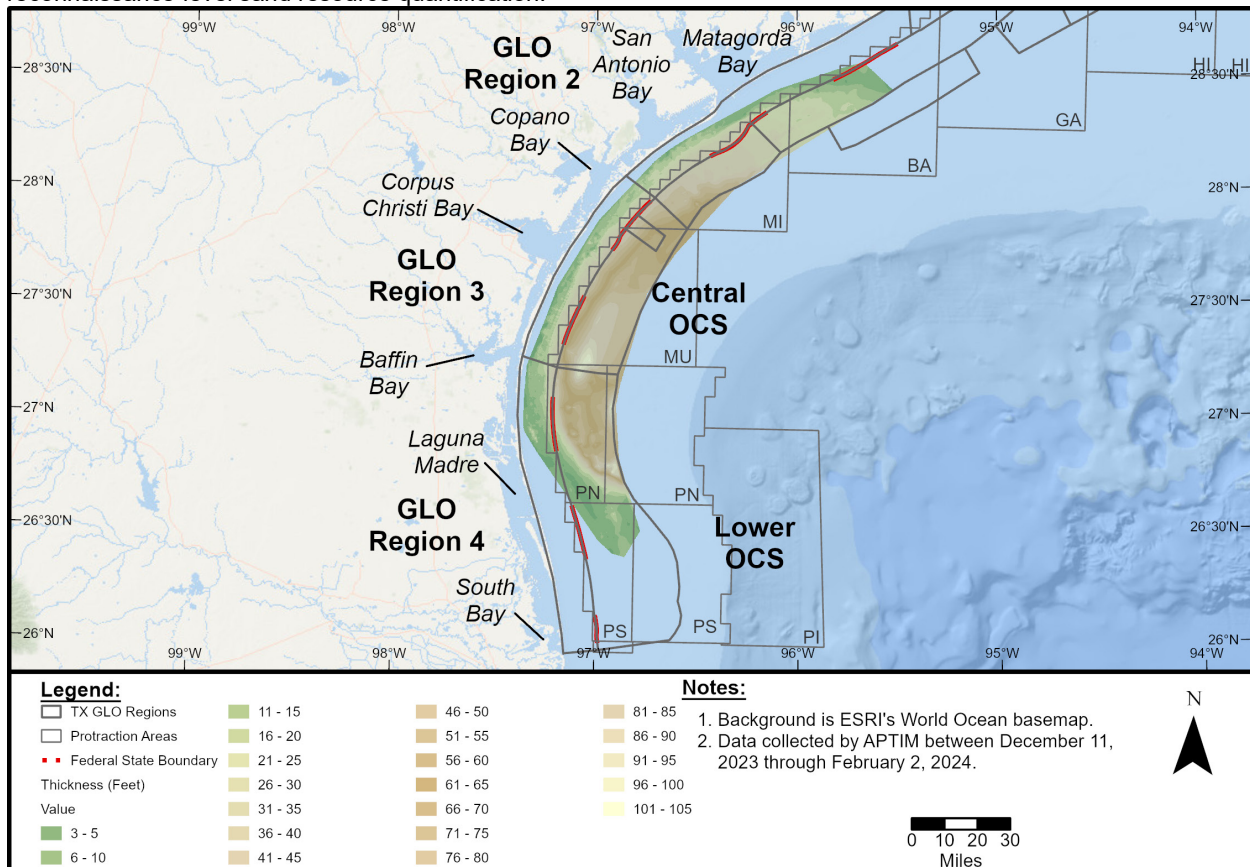 reconnaissance level sand resource quantification.
99°W
98°W
97°W
96°W
95°W
94°W
28°30'N
28°30'N
28°N
28°N
27°30'N
27°30'N
27°N
27°N
26°30'N
26°30'N
26°N
26°N
GLO
Region 2
San
Antonio
Bay
Matagorda
Bay
Copano
Bay
Corpus
Christi Bay
GLO
Region 3
Baffin
Bay
Laguna
Madre
GLO
Region 4
South
Bay
Central
OCS
Lower
OCS
HI
HI
GA
BA
MI
MU
PN
PN
PS
PS
PI
99°W
98°W
97°W
96°W
95°W
94°W
Legend:
TX GLO Regions
Protraction Areas
Federal State Boundary
Thickness (Feet)
Value
3 - 5
6 - 10
11 - 15
16 - 20
21 - 25
26 - 30
31 - 35
36 - 40
41 - 45
46 - 50
51 - 55
56 - 60
61 - 65
66 - 70
71 - 75
76 - 80
81 - 85
86 - 90
91 - 95
96 - 100
101 - 105
Notes:
1. Background is ESRI's World Ocean basemap.
2. Data collected by APTIM between December 11,
2023 through February 2, 2024.
N
0 10 20 30
Miles